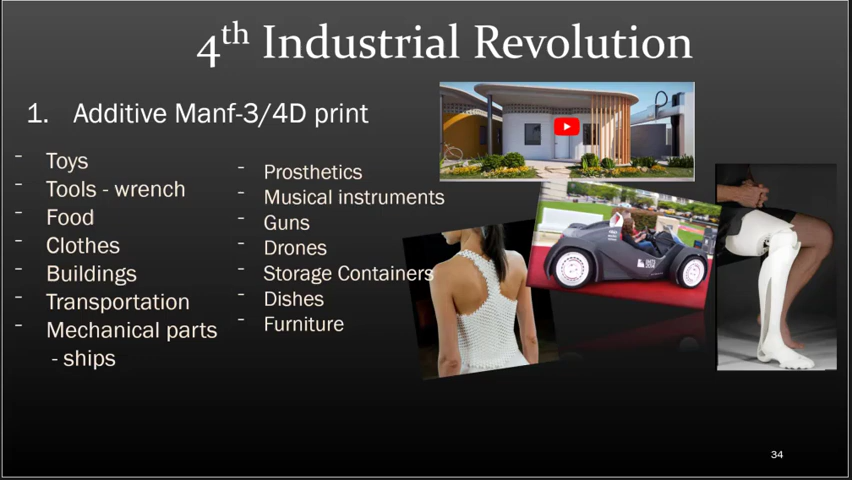 4th Industrial Revolution
1. Additive Manf-3/4D print
- Toys
- Tools - wrench
- Food
- Clothes
- Buildings
- Transportation
- Mechanical parts
- ships
- Prosthetics
- Musical instruments
- Guns
- Drones
- Storage Containers
- Dishes
- Furniture
34